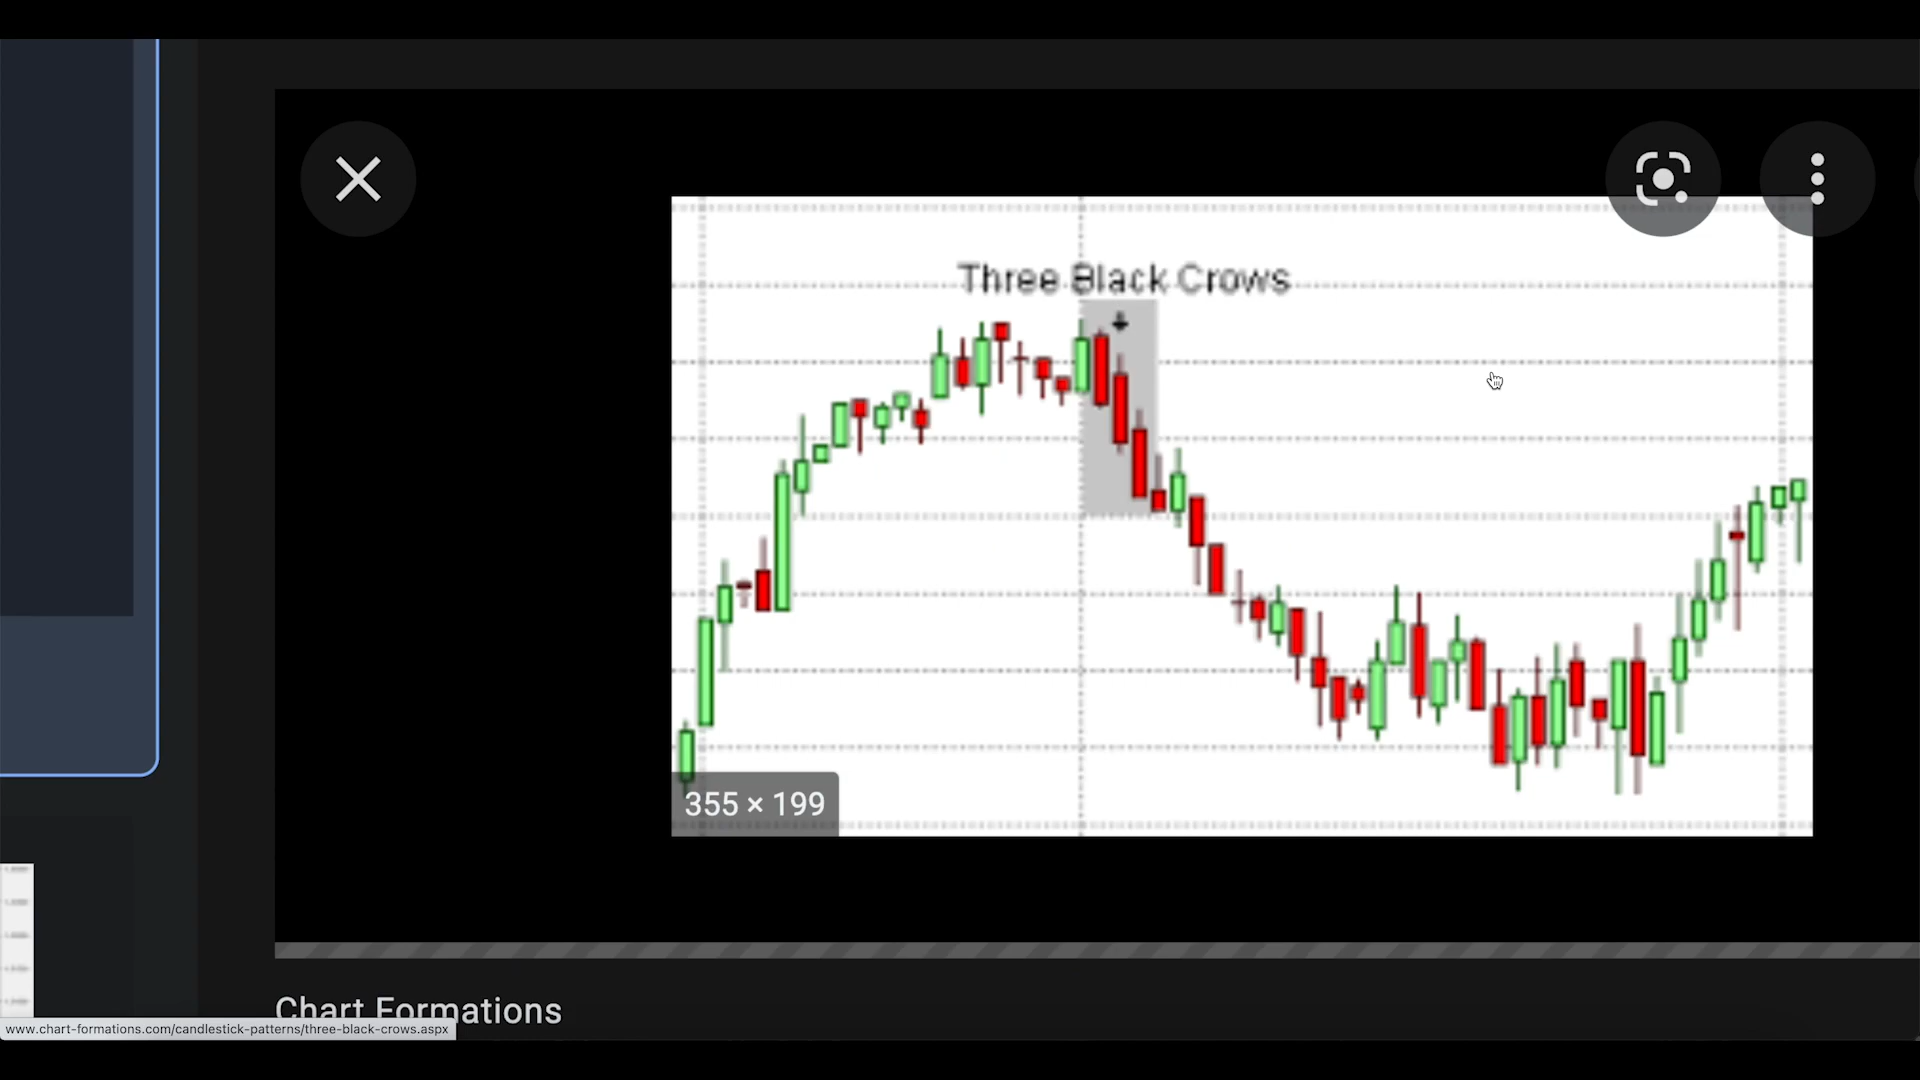 Three Black Crows
355 × 199
Chart Formations
www.chart-formations.com/candlestick-patterns/three-black-crows.aspx